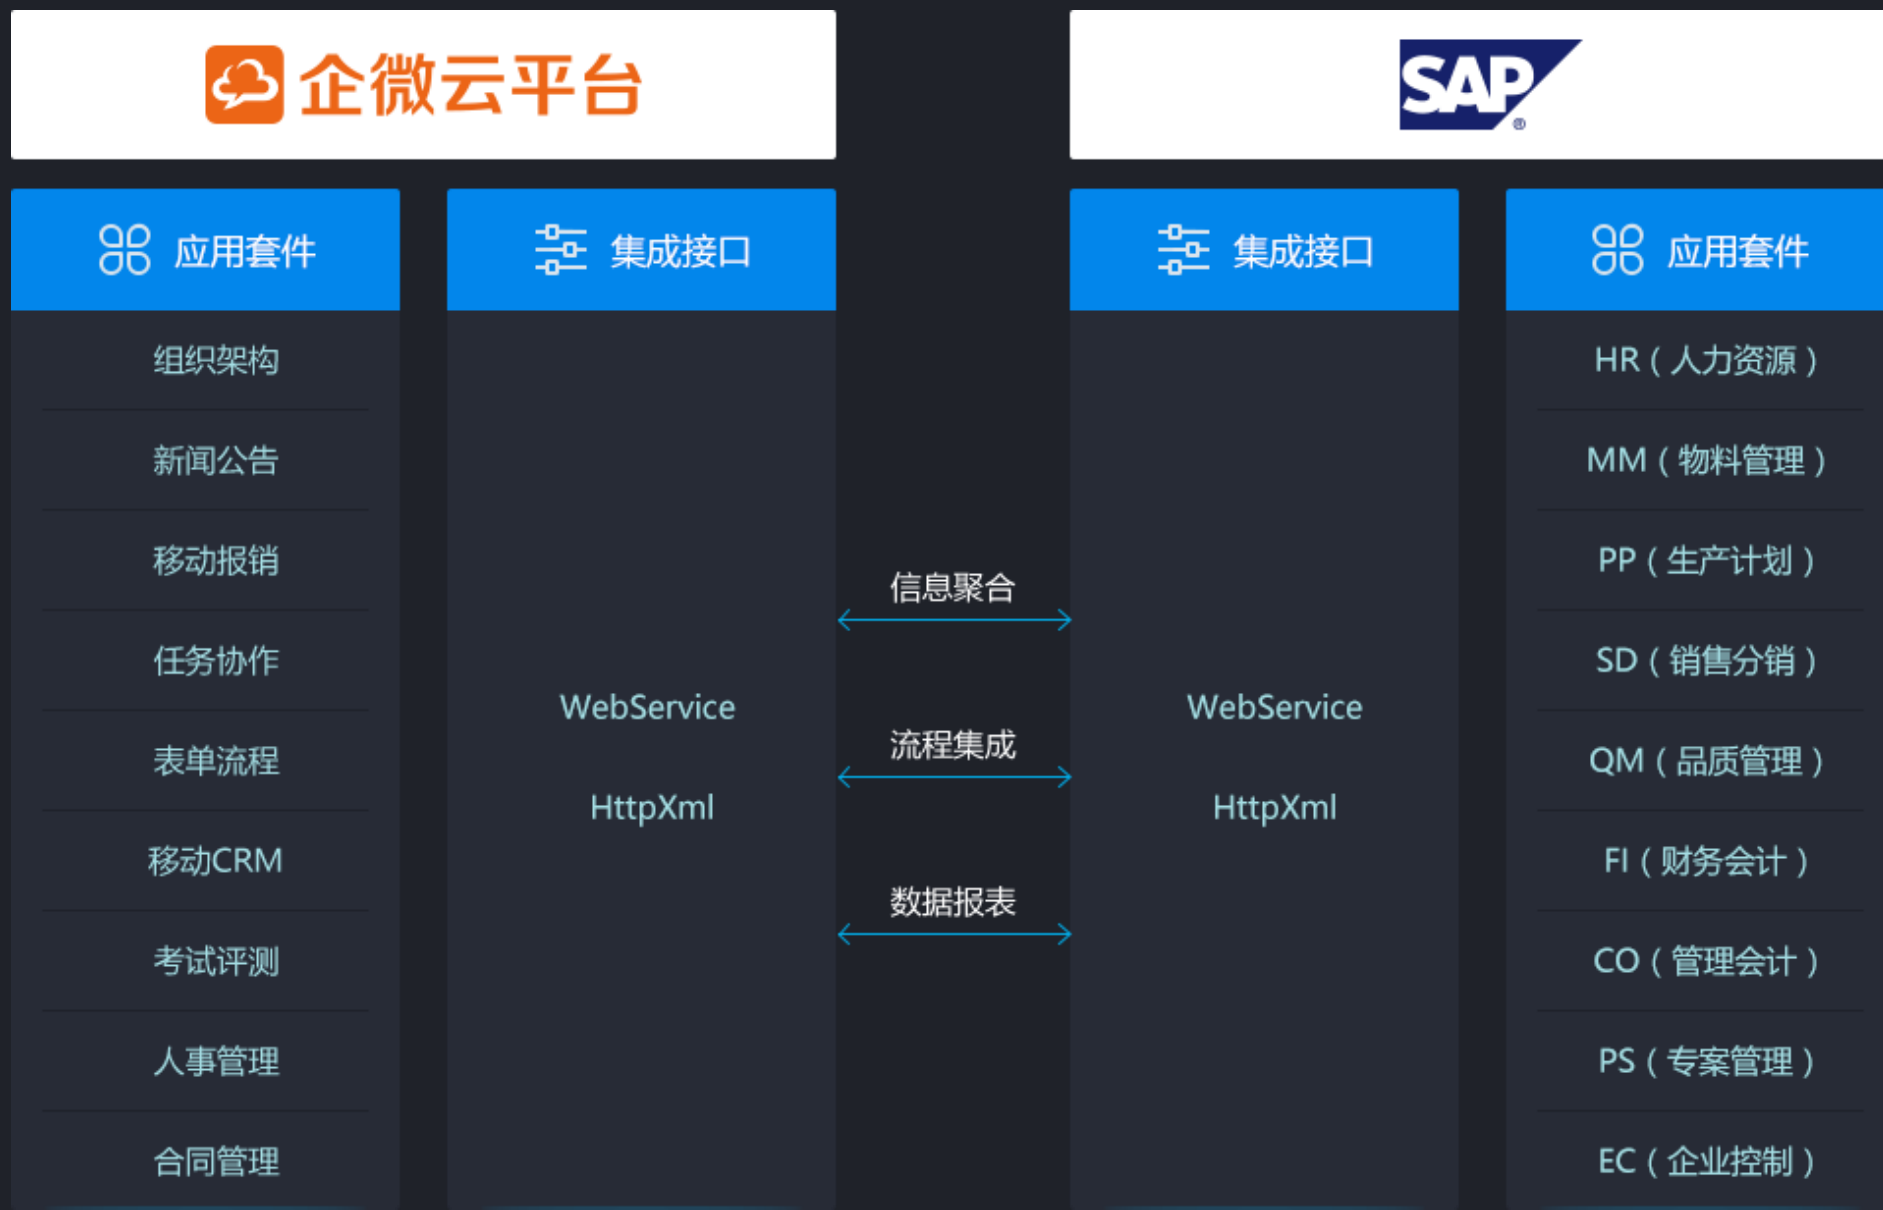 企微云平台
SAP
®
应用套件
组织架构
新闻公告
移动报销
任务协作
表单流程
移动CRM
考试评测
人事管理
合同管理
集成接口
WebService
HttpXml
信息聚合
流程集成
数据报表
集成接口
WebService
HttpXml
应用套件
HR（人力资源）
MM（物料管理）
PP（生产计划）
SD（销售分销）
QM（品质管理）
FI（财务会计）
CO（管理会计）
PS（专案管理）
EC（企业控制）